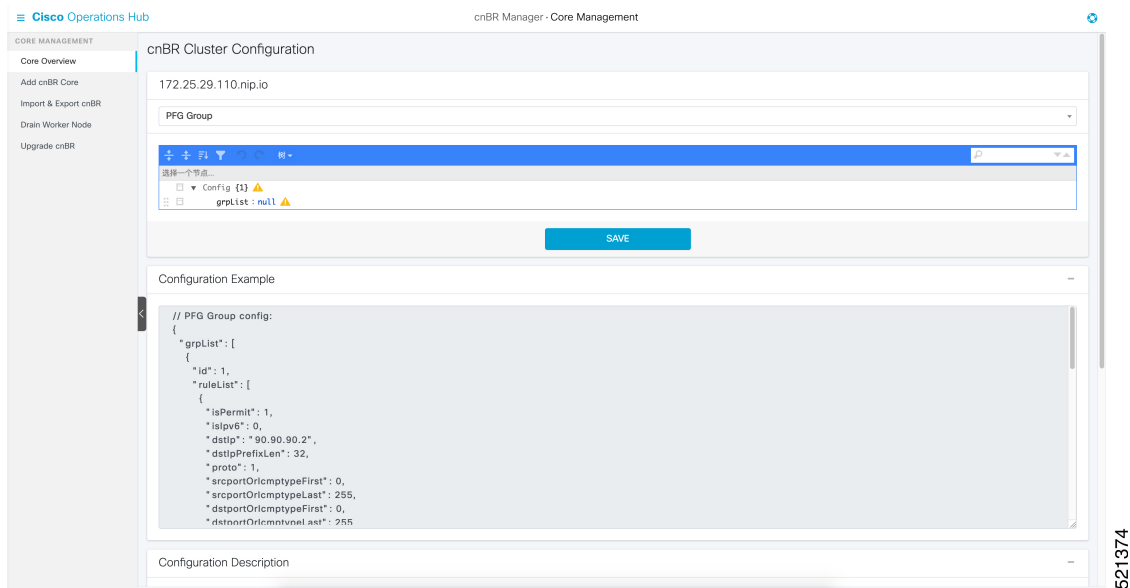 ≡ Cisco Operations Hub
cnBR Manager - Core Management
CORE MANAGEMENT
Core Overview
Add cnBR Core
Import & Export cnBR
Drain Worker Node
Upgrade cnBR
cnBR Cluster Configuration
172.25.29.110.nip.io
PFG Group
树
选择一个节点...
Config {1}
grpList : null
SAVE
Configuration Example
// PFG Group config:
{
"grpList": [
{
"id": 1,
"ruleList": [
{
"isPermit": 1,
"isIpv6": 0,
"dstIp": "90.90.90.2",
"dstIpPrefixLen": 32,
"proto": 1,
"srcportOrIcmptypeFirst": 0,
"srcportOrIcmptypeLast": 255,
"dstportOrIcmptypeFirst": 0,
"dstportOrIcmptypeLast": 255
Configuration Description
521374